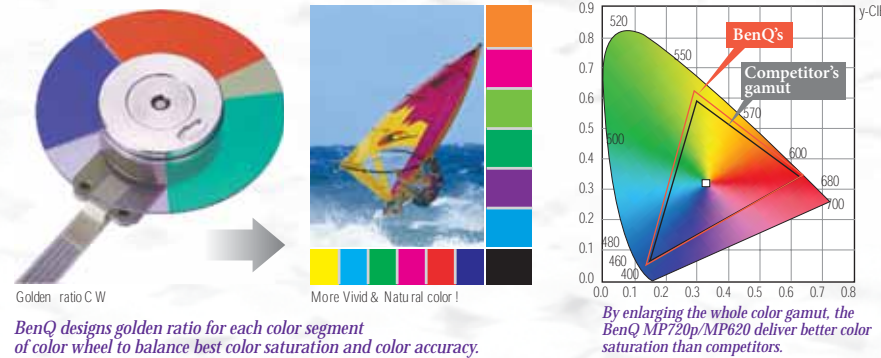 Golden ratio C W
More Vivid & Natural color !
BenQ designs golden ratio for each color segment
of color wheel to balance best color saturation and color accuracy.
0.9
0.8
0.7
0.6
0.5
0.4
0.3
0.2
0.1
0.0
0.0 0.1 0.2 0.3 0.4 0.5 0.6 0.7 0.8
520
550
570
600
680
700
500
480
460
400
BenQ's
Competitor's
gamut
By enlarging the whole color gamut, the
BenQ MP720p/MP620 deliver better color
saturation than competitors.